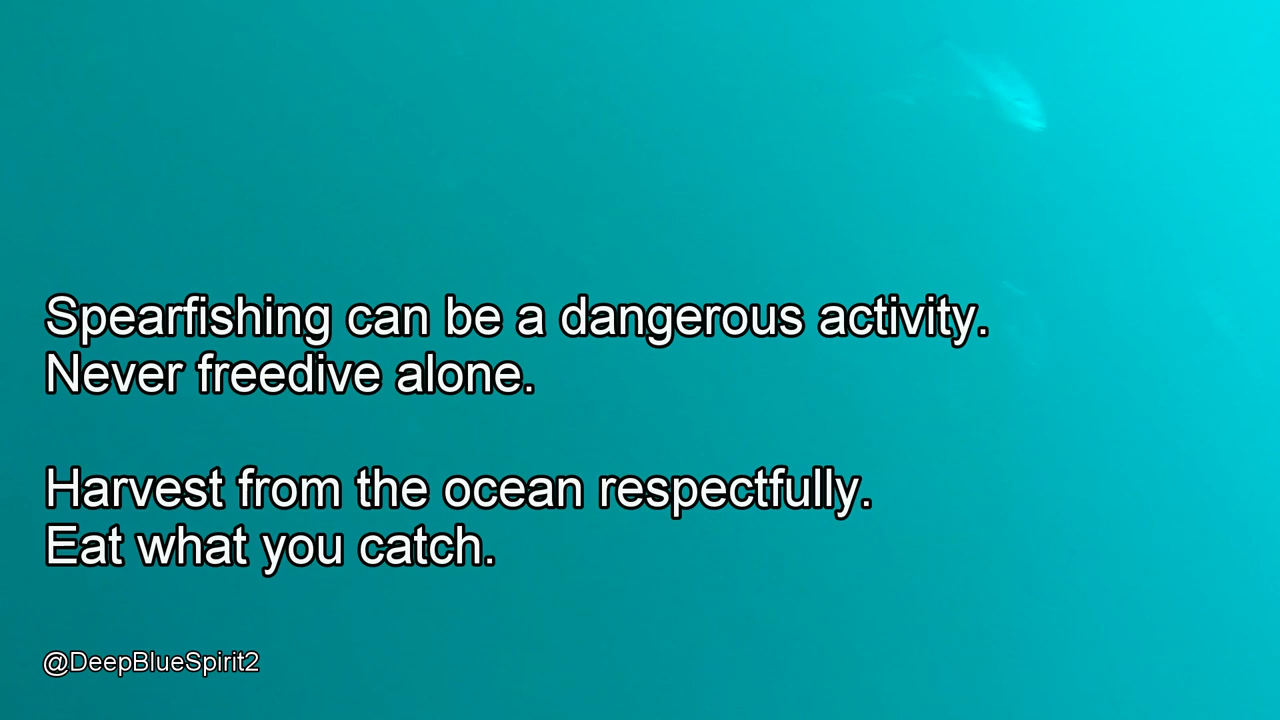 Spearfishing can be a dangerous activity.
Never freedive alone.
Harvest from the ocean respectfully.
Eat what you catch.
@DeepBlueSpirit2